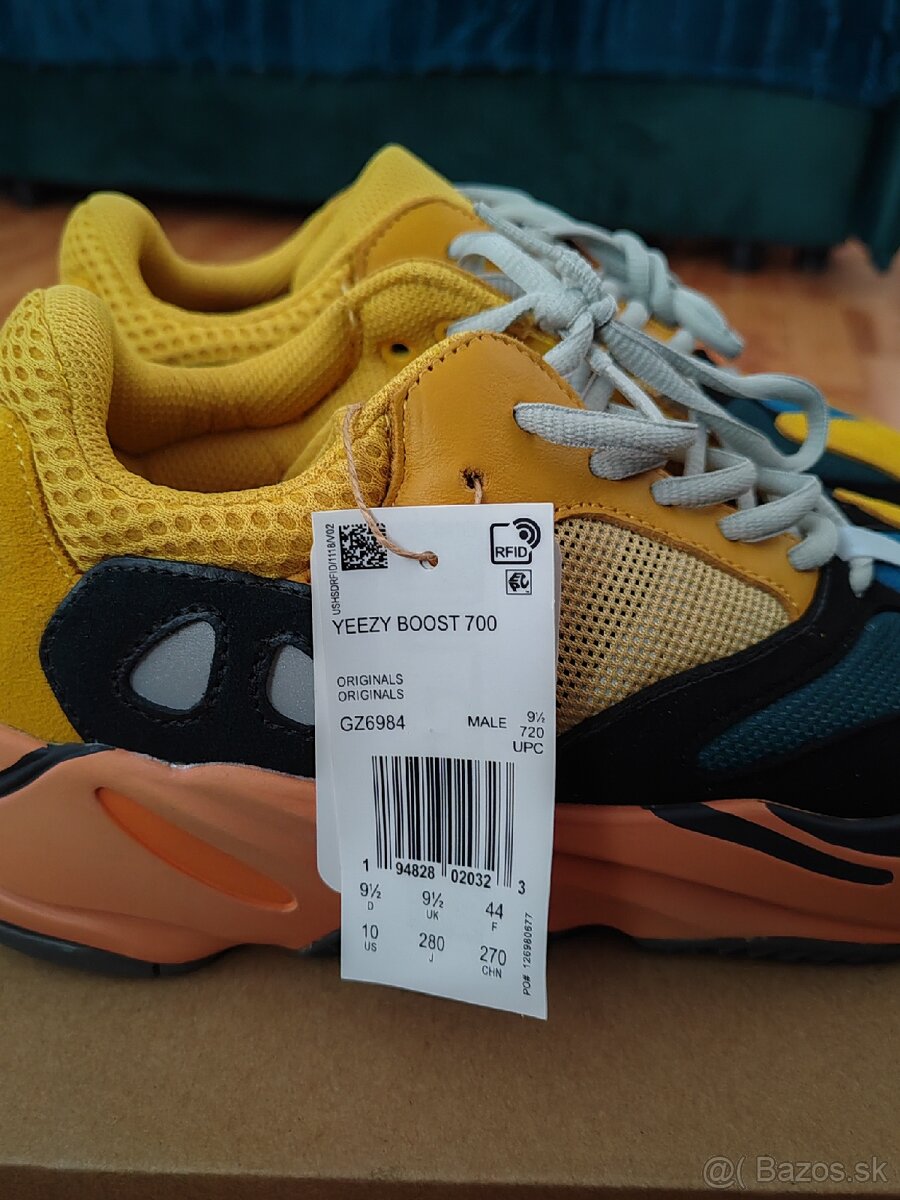 USHSDRFID/1118/V02
RFID
YEEZY BOOST 700
ORIGINALS
ORIGINALS
GZ6984 MALE 9½
720
UPC
1 94828 02032 3
9½ 9½ 44
D UK F
10 280 270
US J CHN
PO# 126980677
@( Bazos.sk